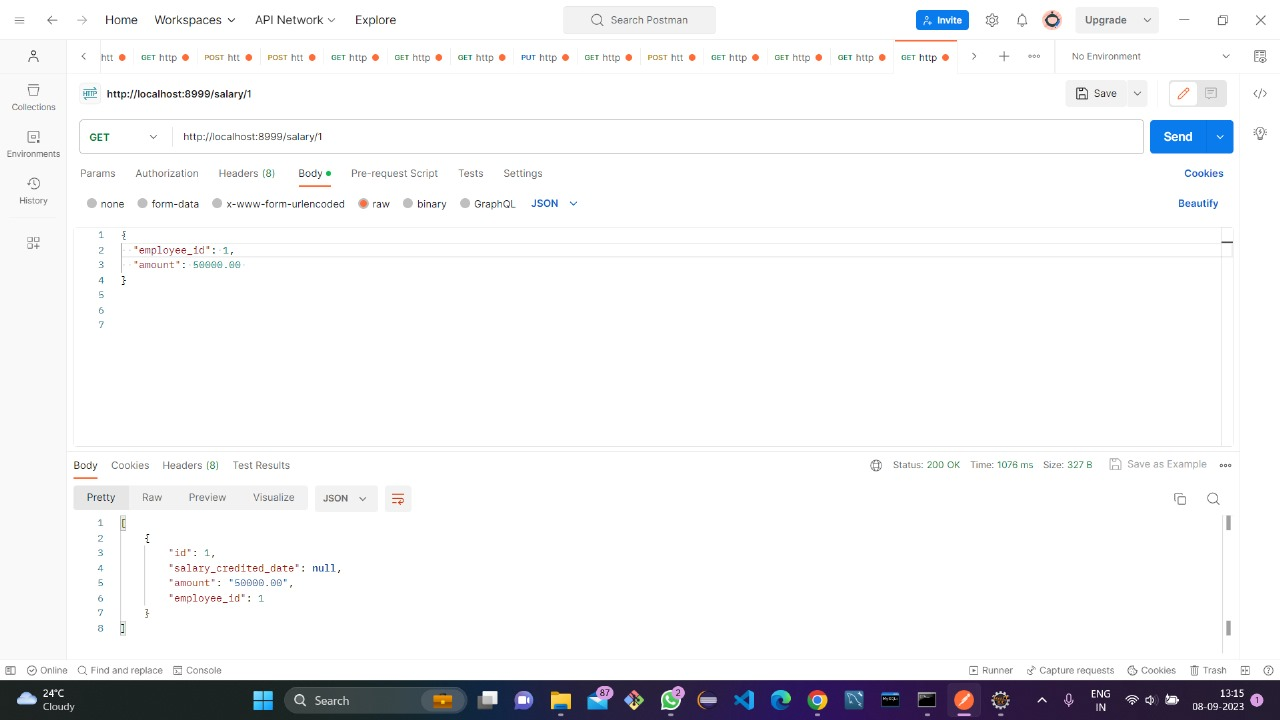 Home Workspaces API Network Explore Search Postman Invite Upgrade
htt GET http POST htt POST htt GET http GET http GET http PUT http GET http POST htt GET http GET http GET http GET http No Environment
HTTP http://localhost:8999/salary/1 Save
Collections
Environments
History
GET http://localhost:8999/salary/1 Send
Params Authorization Headers (8) Body Pre-request Script Tests Settings Cookies
none form-data x-www-form-urlencoded raw binary GraphQL JSON Beautify
1 {
2 "employee_id": 1,
3 "amount": 50000.00
4 }
5
6
7
Body Cookies Headers (8) Test Results Status: 200 OK Time: 1076 ms Size: 327 B Save as Example
Pretty Raw Preview Visualize JSON
1 [
2 {
3 "id": 1,
4 "salary_credited_date": null,
5 "amount": "50000.00",
6 "employee_id": 1
7 }
8 ]
Online Find and replace Console Runner Capture requests Cookies Trash
24°C
Cloudy
Search
87
2
ENG
IN
13:15
08-09-2023
1